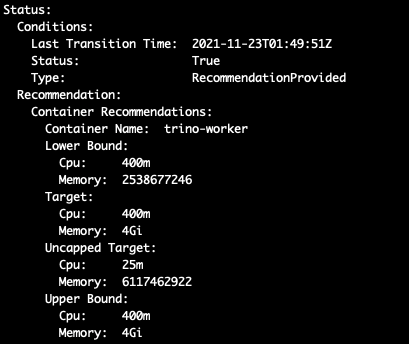 Status:
Conditions:
Last Transition Time: 2021-11-23T01:49:51Z
Status: True
Type: RecommendationProvided
Recommendation:
Container Recommendations:
Container Name: trino-worker
Lower Bound:
Cpu: 400m
Memory: 2538677246
Target:
Cpu: 400m
Memory: 4Gi
Uncapped Target:
Cpu: 25m
Memory: 6117462922
Upper Bound:
Cpu: 400m
Memory: 4Gi